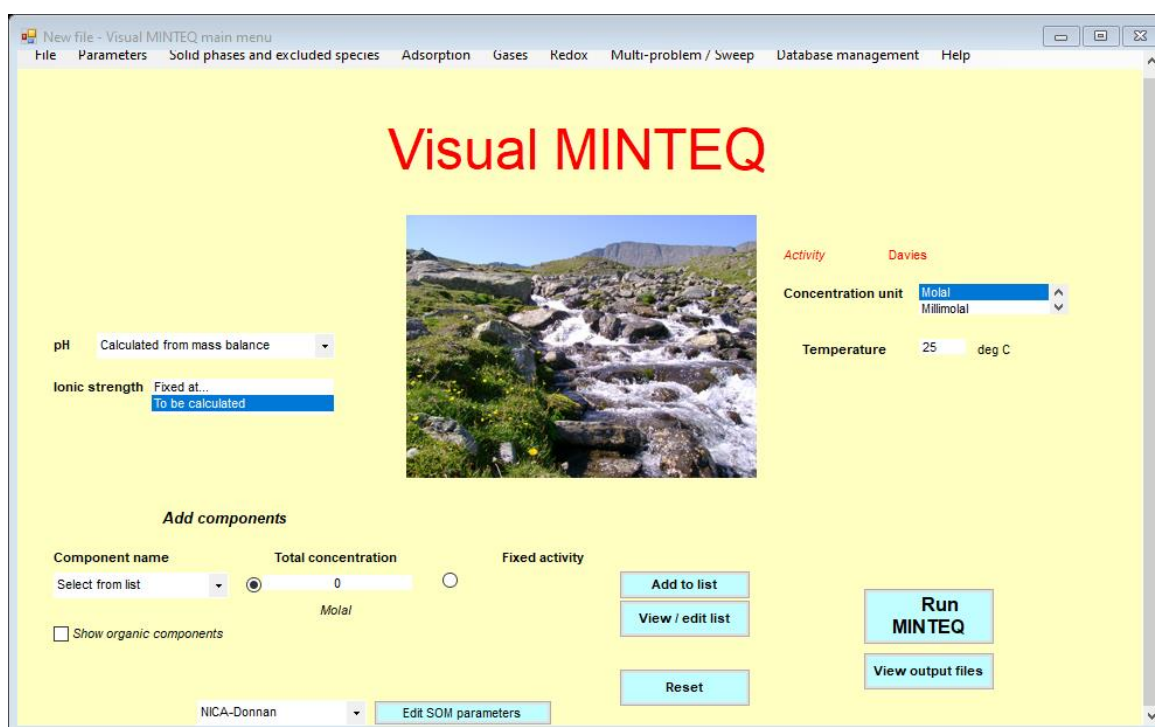 New file - Visual MINTEQ main menu
File Parameters Solid phases and excluded species Adsorption Gases Redox Multi-problem / Sweep Database management Help
Visual MINTEQ
Activity Davies
Concentration unit Molal
Millimolal
pH Calculated from mass balance
Temperature 25 deg C
Ionic strength Fixed at...
To be calculated
Add components
Component name Total concentration Fixed activity
Select from list 0
Molal
Show organic components
Add to list
View / edit list
Run
MINTEQ
View output files
Reset
NICA-Donnan Edit SOM parameters